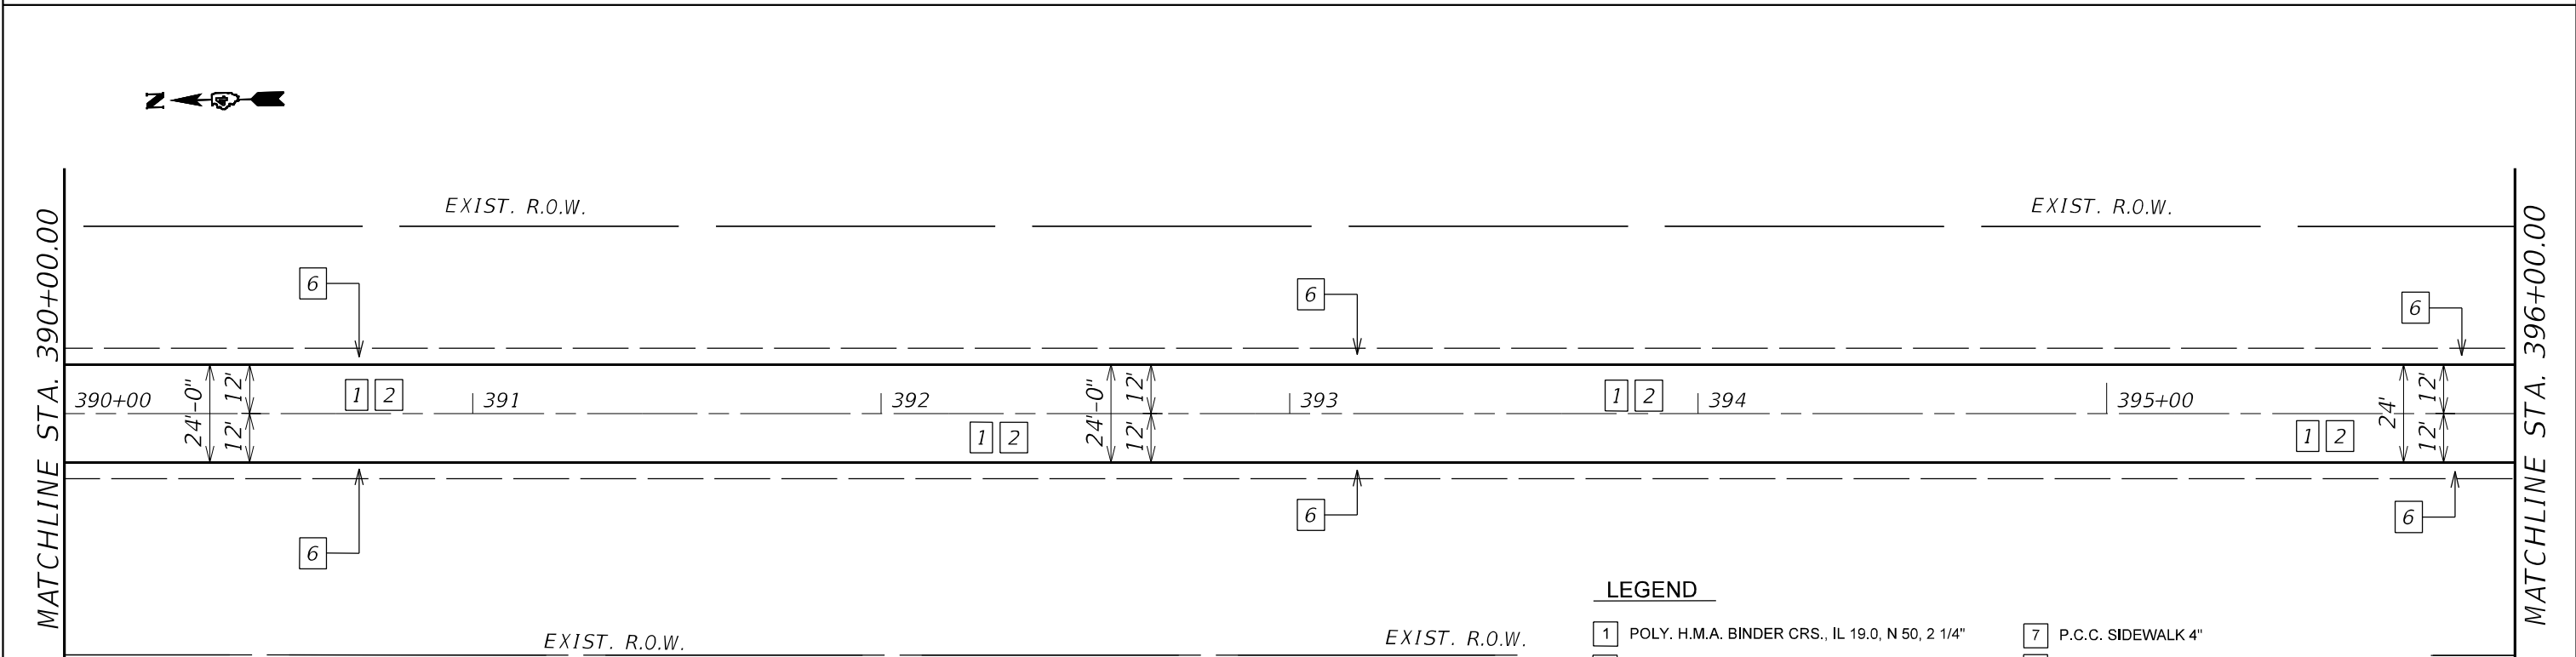 N
EXIST. R.O.W.
EXIST. R.O.W.
MATCHLINE STA. 390+00.00
MATCHLINE STA. 396+00.00
6
6
6
390+00
24'-0"
12'
12'
1 2
391
392
1 2
24'-0"
12'
12'
393
1 2
394
395+00
1 2
24'
12'
12'
6
6
6
LEGEND
1 POLY. H.M.A. BINDER CRS., IL 19.0, N 50, 2 1/4"
7 P.C.C. SIDEWALK 4"
EXIST. R.O.W.
EXIST. R.O.W.